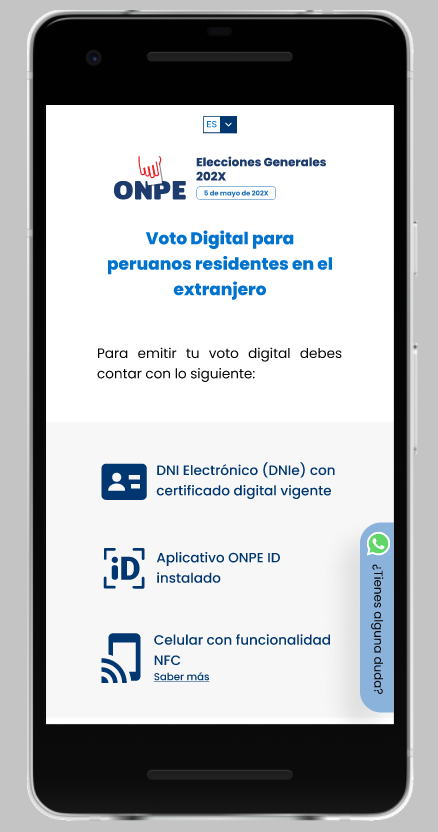 ES
ONPE
Elecciones Generales
202X
5 de mayo de 202X
Voto Digital para
peruanos residentes en el
extranjero
Para emitir tu voto digital debes
contar con lo siguiente:
DNI Electrónico (DNIe) con
certificado digital vigente
iD
Aplicativo ONPE ID
instalado
Celular con funcionalidad
NFC
Saber más
¿Tienes alguna duda?